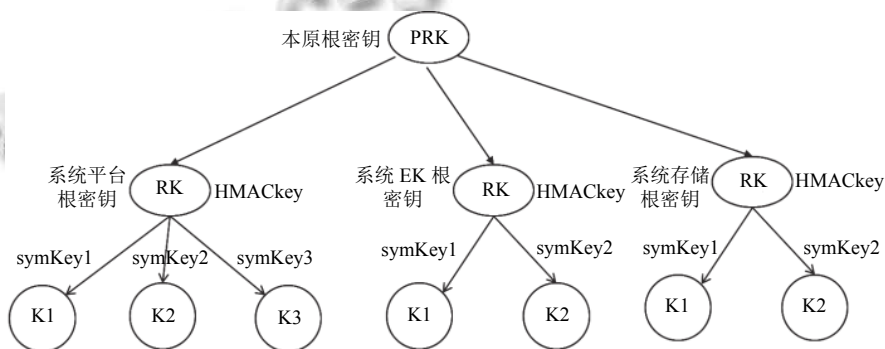 本原根密钥 PRK
系统平台
根密钥 RK HMACkey
系统 EK 根
密钥 RK HMACkey
系统存储
根密钥 RK HMACkey
symKey1 symKey2 symKey3
symKey1 symKey2
symKey1 symKey2
K1 K2 K3
K1 K2
K1 K2